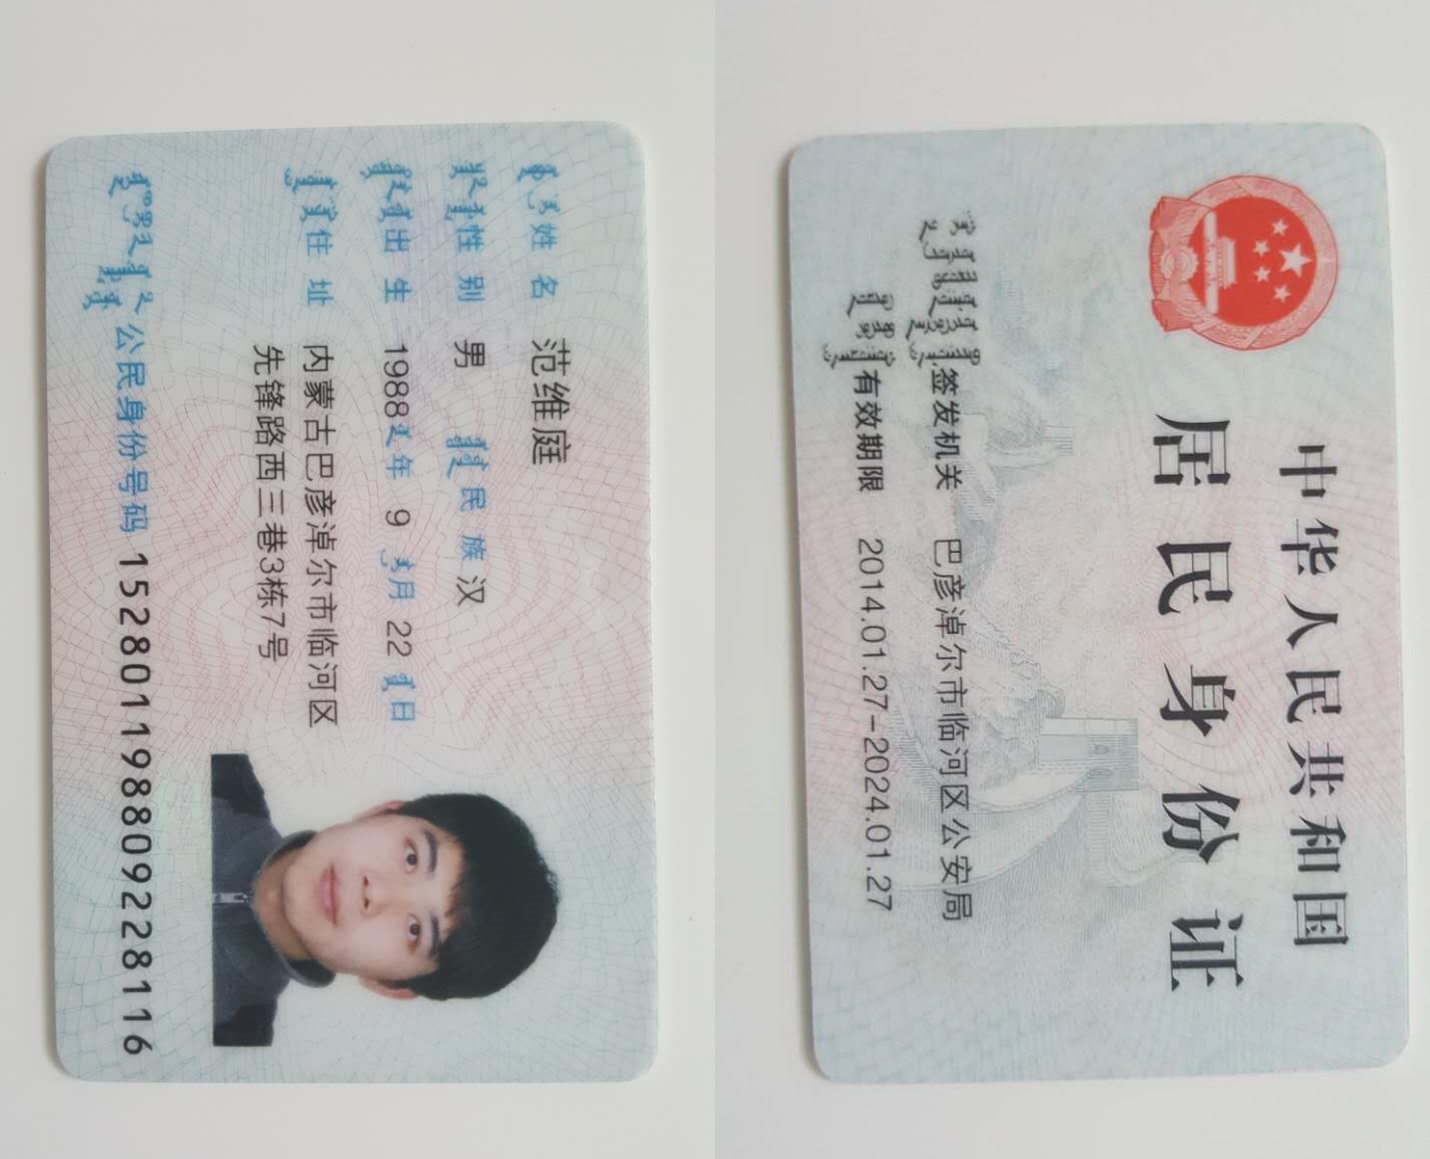 姓名 范维庭
性别 男 民族 汉
出生 1988 年 9 月 22 日
住址 内蒙古巴彦淖尔市临河区
先锋路西三巷3栋7号
公民身份号码 152801198809228116
中华人民共和国
居民身份证
签发机关 巴彦淖尔市临河区公安局
有效期限 2014.01.27-2024.01.27